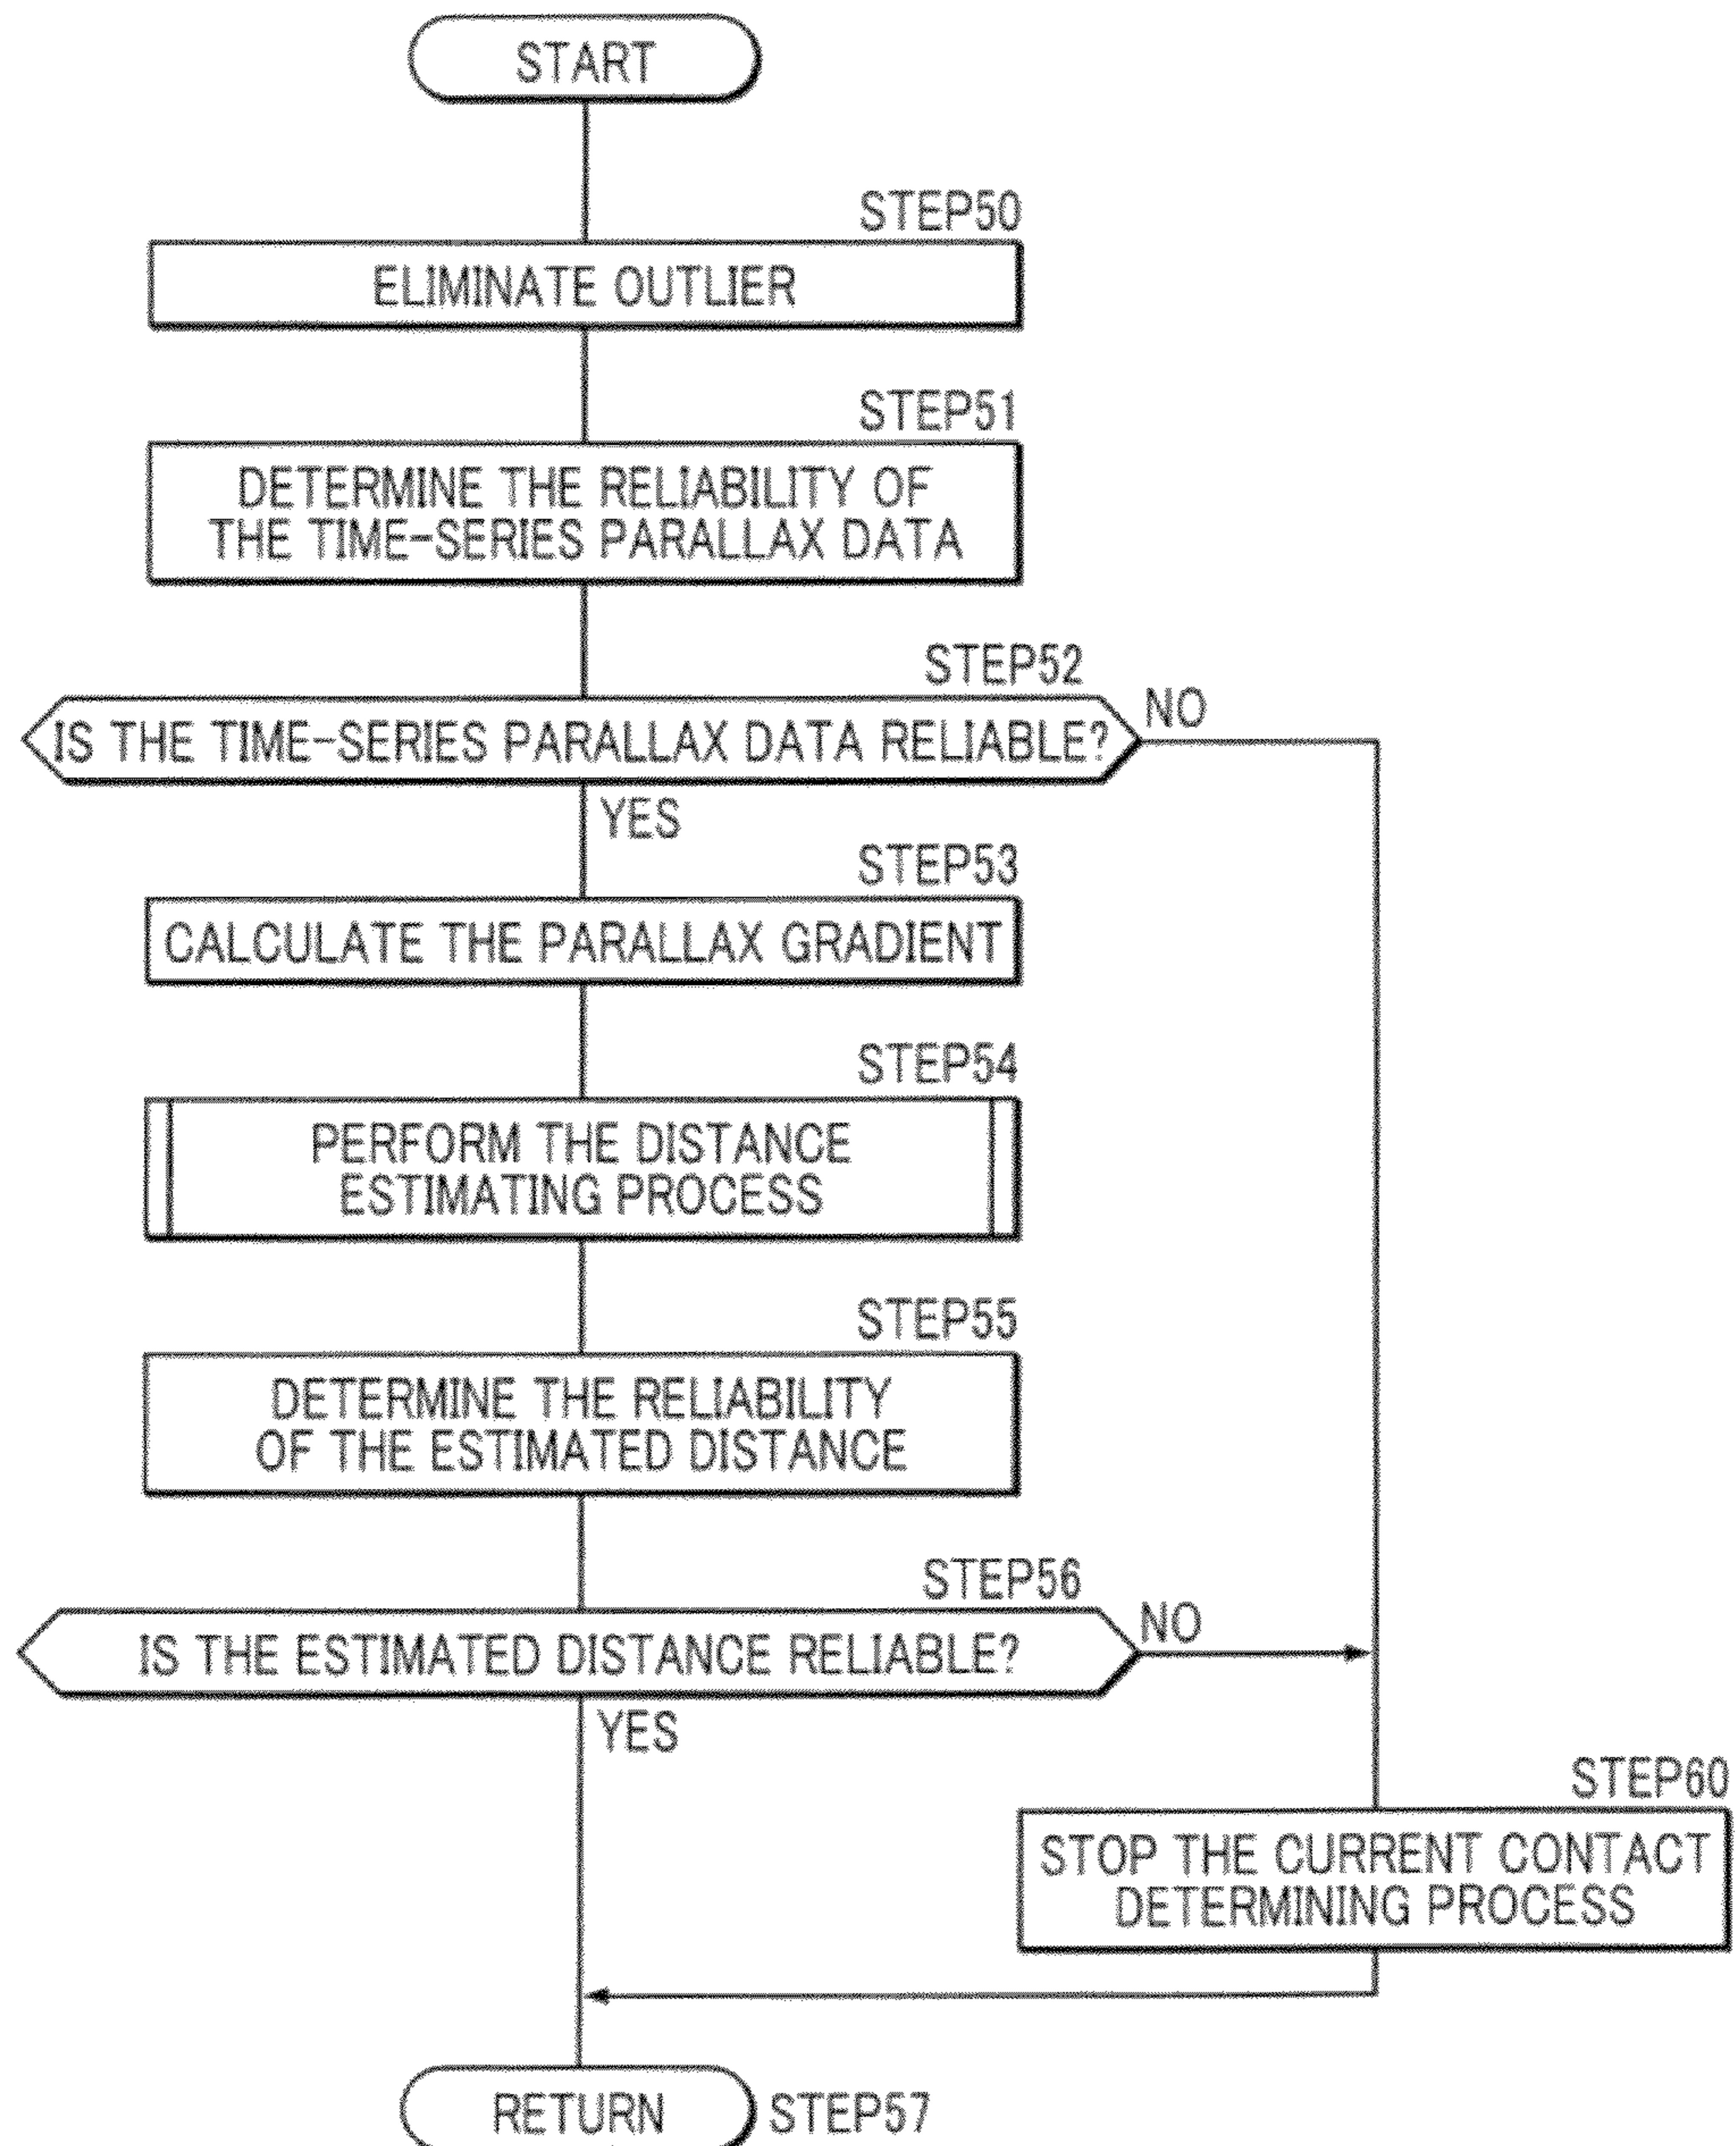 START
STEP50
ELIMINATE OUTLIER
STEP51
DETERMINE THE RELIABILITY OF
THE TIME-SERIES PARALLAX DATA
STEP52
IS THE TIME-SERIES PARALLAX DATA RELIABLE?
NO
YES
STEP53
CALCULATE THE PARALLAX GRADIENT
STEP54
PERFORM THE DISTANCE
ESTIMATING PROCESS
STEP55
DETERMINE THE RELIABILITY
OF THE ESTIMATED DISTANCE
STEP56
IS THE ESTIMATED DISTANCE RELIABLE?
NO
YES
STEP60
STOP THE CURRENT CONTACT
DETERMINING PROCESS
RETURN
STEP57